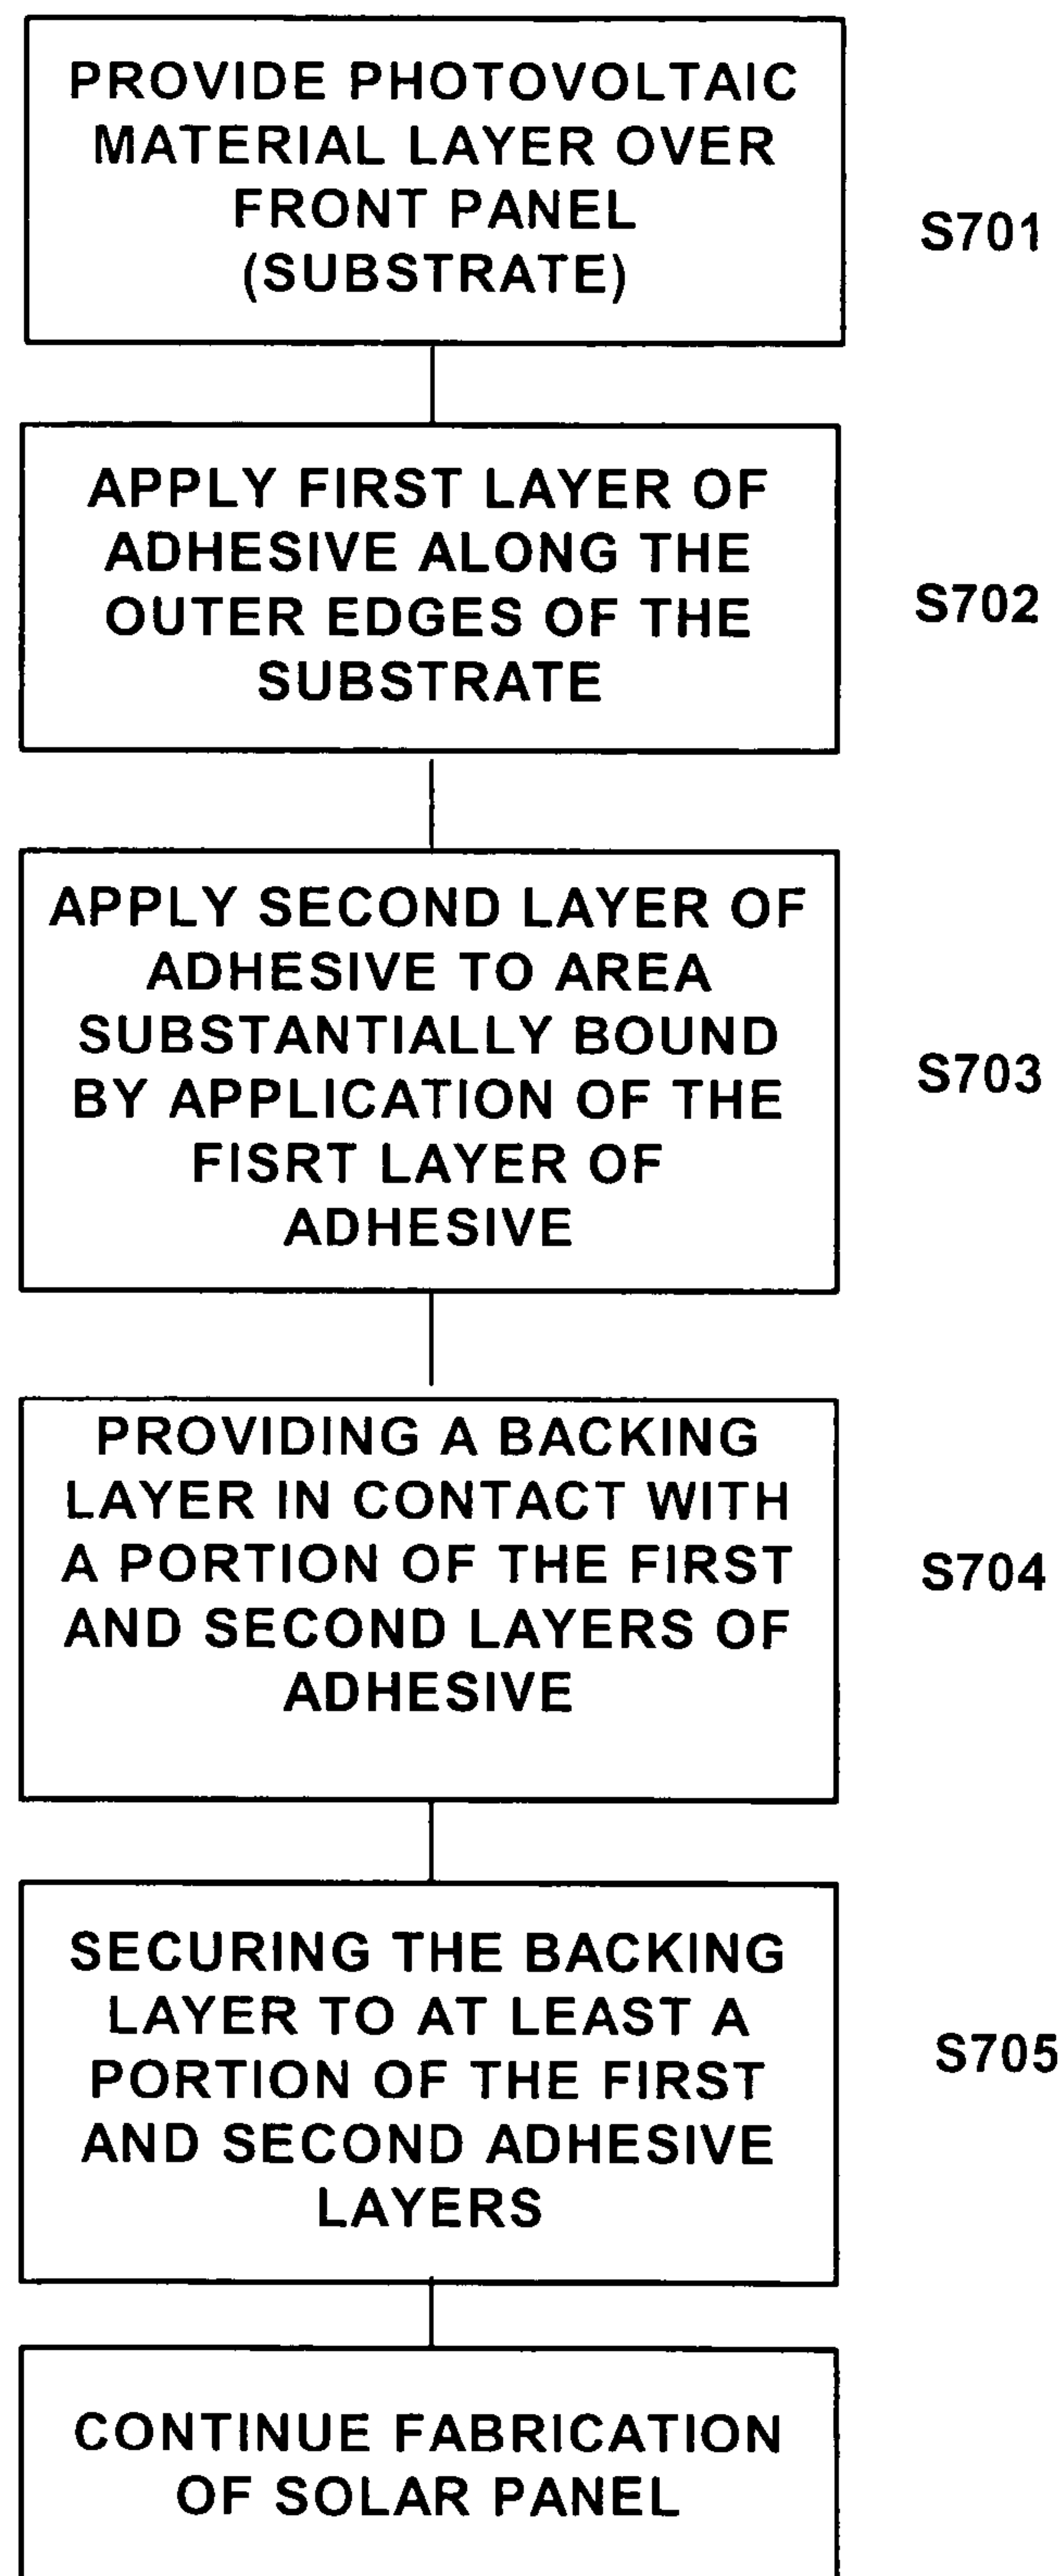 PROVIDE PHOTOVOLTAIC
MATERIAL LAYER OVER
FRONT PANEL
(SUBSTRATE)
S701
APPLY FIRST LAYER OF
ADHESIVE ALONG THE
OUTER EDGES OF THE
SUBSTRATE
S702
APPLY SECOND LAYER OF
ADHESIVE TO AREA
SUBSTANTIALLY BOUND
BY APPLICATION OF THE
FISRT LAYER OF
ADHESIVE
S703
PROVIDING A BACKING
LAYER IN CONTACT WITH
A PORTION OF THE FIRST
AND SECOND LAYERS OF
ADHESIVE
S704
SECURING THE BACKING
LAYER TO AT LEAST A
PORTION OF THE FIRST
AND SECOND ADHESIVE
LAYERS
S705
CONTINUE FABRICATION
OF SOLAR PANEL